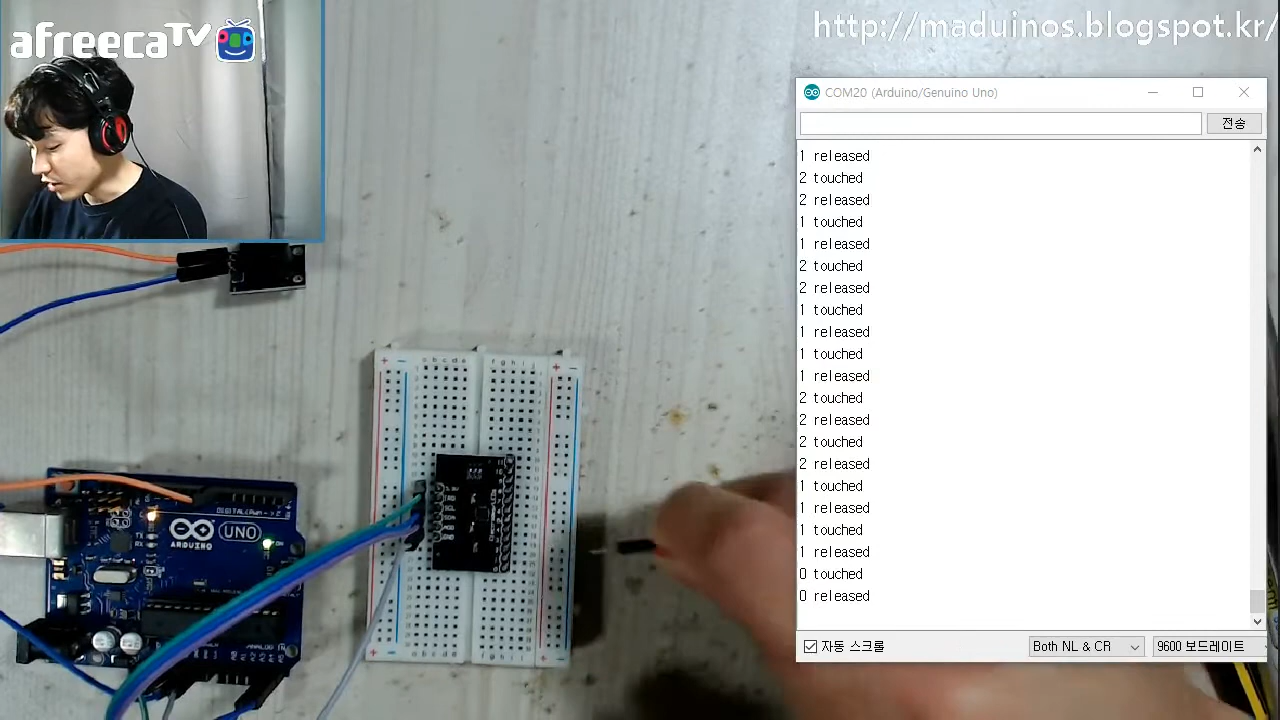 afreecaTV
http://maduinos.blogspot.kr/
COM20 (Arduino/Genuino Uno)
전송
1 released
2 touched
2 released
1 touched
1 released
2 touched
2 released
1 touched
1 released
1 touched
1 released
2 touched
2 released
2 touched
2 released
1 touched
1 released
1 touched
1 released
0 touched
0 released
자동 스크롤
Both NL & CR
9600 보드레이트
UNO
ARDUINO